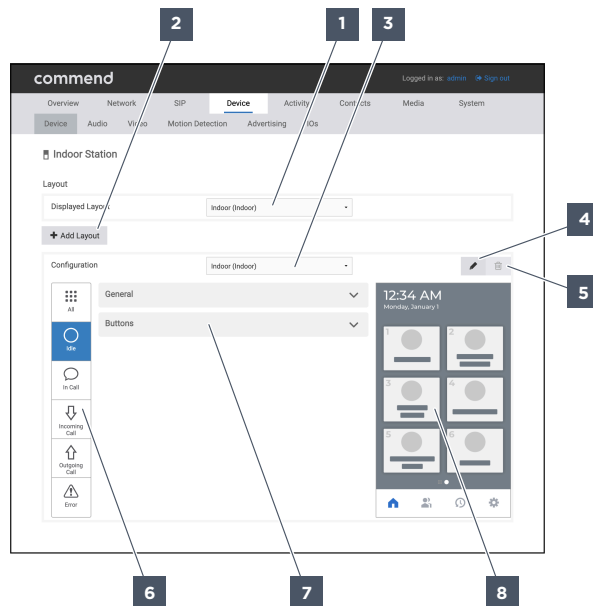 2 1 3
commend Logged in as: admin Sign out
Overview Network SIP Device Activity Contacts Media System
Device Audio Video Motion Detection Advertising IOs
Indoor Station
Layout
Displayed Layout Indoor (Indoor)
4
+ Add Layout
Configuration Indoor (Indoor)
5
All
General
12:34 AM
Monday, January 1
Buttons
Idle
1 2
In Call
3 4
Incoming
Call
Outgoing
Call
5 6
Error
6 7 8